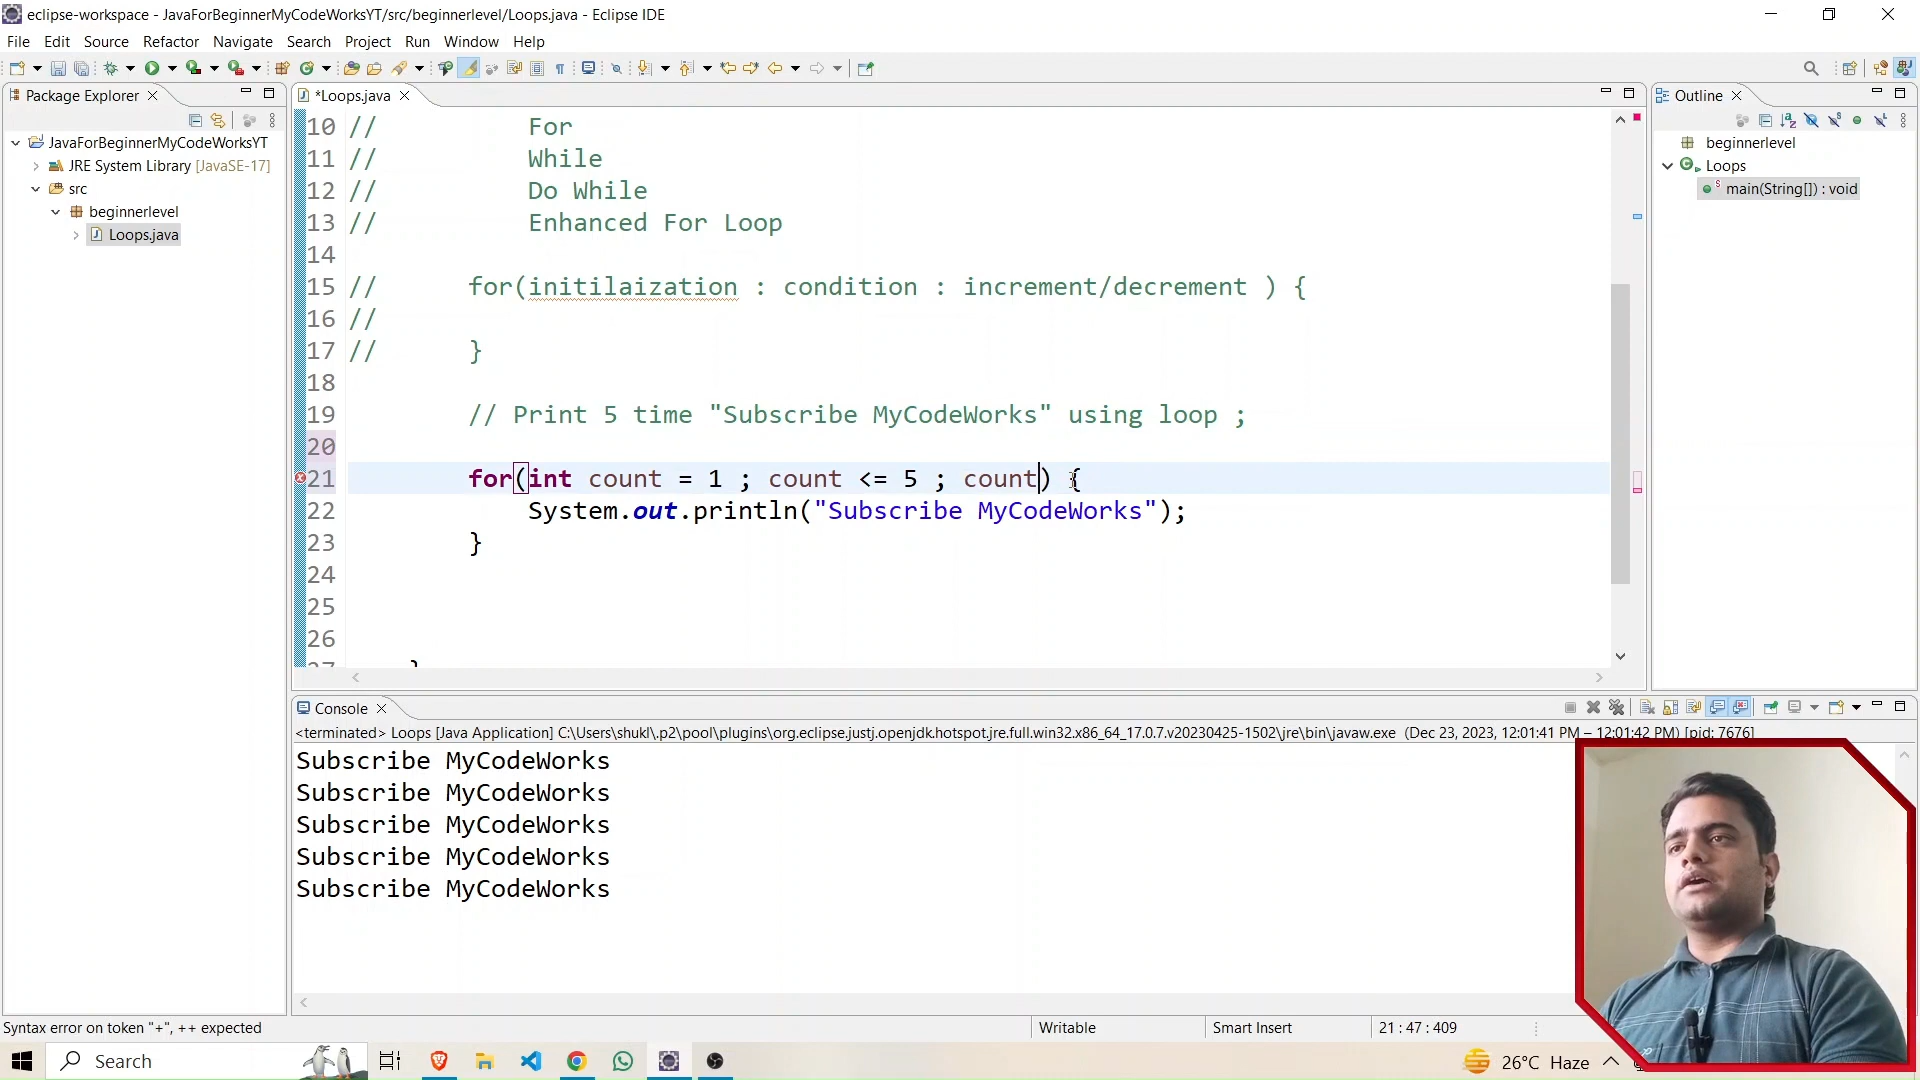 eclipse-workspace - JavaForBeginnerMyCodeWorksYT/src/beginnerlevel/Loops.java - Eclipse IDE
File Edit Source Refactor Navigate Search Project Run Window Help
Package Explorer
JavaForBeginnerMyCodeWorksYT
JRE System Library [JavaSE-17]
src
beginnerlevel
Loops.java
*Loops.java
10 // For
11 // While
12 // Do While
13 // Enhanced For Loop
14
15 // for(initilaization : condition : increment/decrement ) {
16 //
17 // }
18
19 // Print 5 time "Subscribe MyCodeWorks" using loop ;
20
21 for(int count = 1 ; count <= 5 ; count) {
22 System.out.println("Subscribe MyCodeWorks");
23 }
24
25
26
27 }
Outline
beginnerlevel
Loops
main(String[]) : void
Console
<terminated> Loops [Java Application] C:\Users\shukl\.p2\pool\plugins\org.eclipse.justj.openjdk.hotspot.jre.full.win32.x86_64_17.0.7.v20230425-1502\jre\bin\javaw.exe (Dec 23, 2023, 12:01:41 PM – 12:01:42 PM) [pid: 7676]
Subscribe MyCodeWorks
Subscribe MyCodeWorks
Subscribe MyCodeWorks
Subscribe MyCodeWorks
Subscribe MyCodeWorks
Syntax error on token "+", ++ expected
Writable
Smart Insert
21 : 47 : 409
Search
26°C Haze